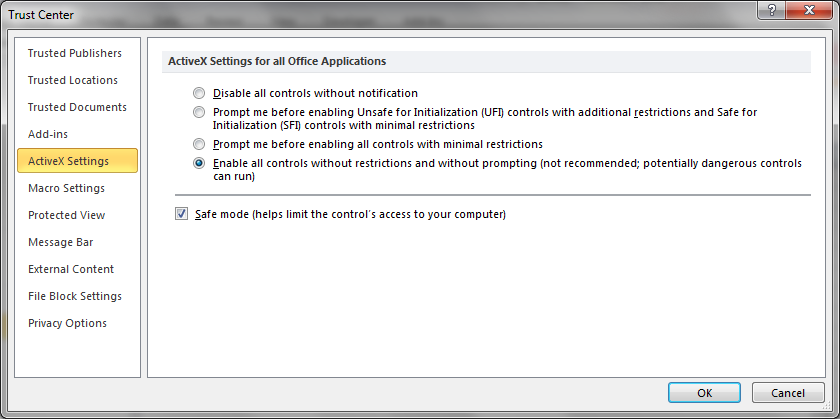 Trust Center
Trusted Publishers
Trusted Locations
Trusted Documents
Add-ins
ActiveX Settings
Macro Settings
Protected View
Message Bar
External Content
File Block Settings
Privacy Options
ActiveX Settings for all Office Applications
Disable all controls without notification
Prompt me before enabling Unsafe for Initialization (UFI) controls with additional restrictions and Safe for
Initialization (SFI) controls with minimal restrictions
Prompt me before enabling all controls with minimal restrictions
Enable all controls without restrictions and without prompting (not recommended; potentially dangerous controls
can run)
Safe mode (helps limit the control's access to your computer)
OK
Cancel